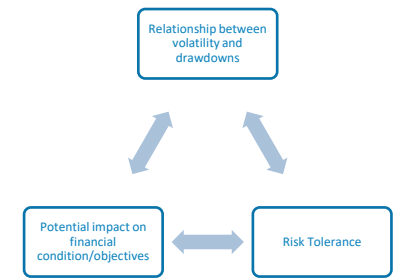 Relationship between
volatility and
drawdowns
Potential impact on
financial
condition/objectives
Risk Tolerance